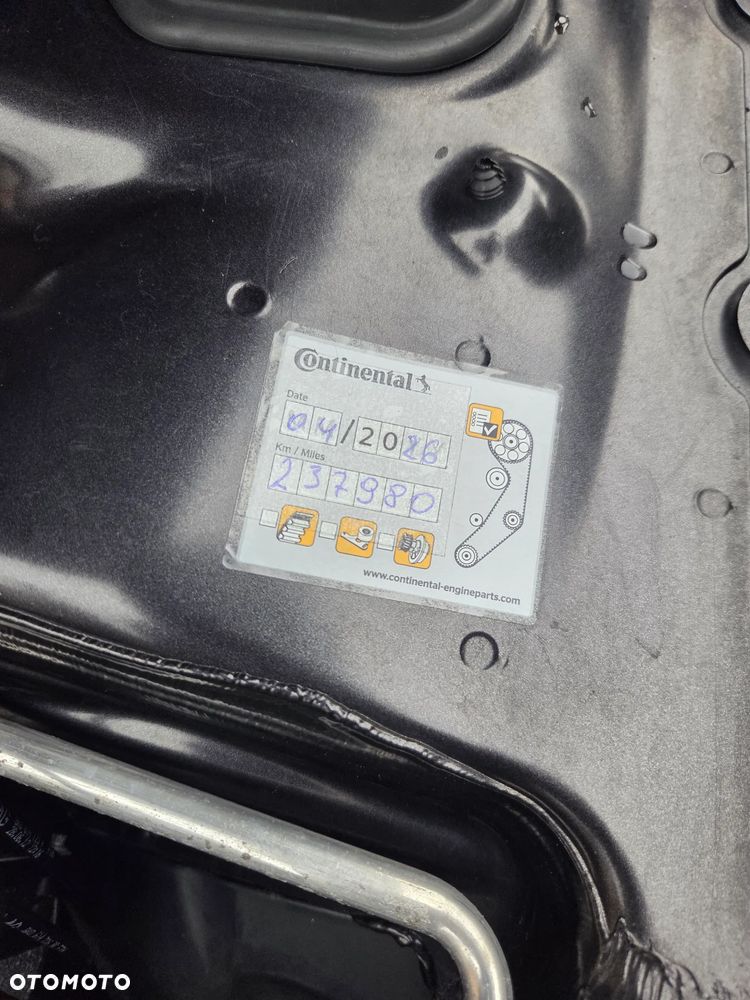 Continental
Date
04/2026
Km / Miles
237980
www.continental-engineparts.com
OTOMOTO